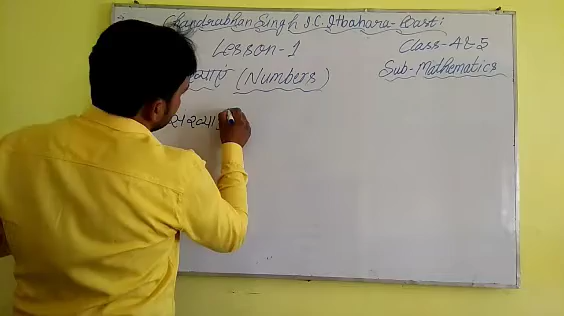 Chandrabhan Singh I.C. Itbahara-Basti
Lesson-1
Class-4&5
(Numbers)
Sub-Mathematics